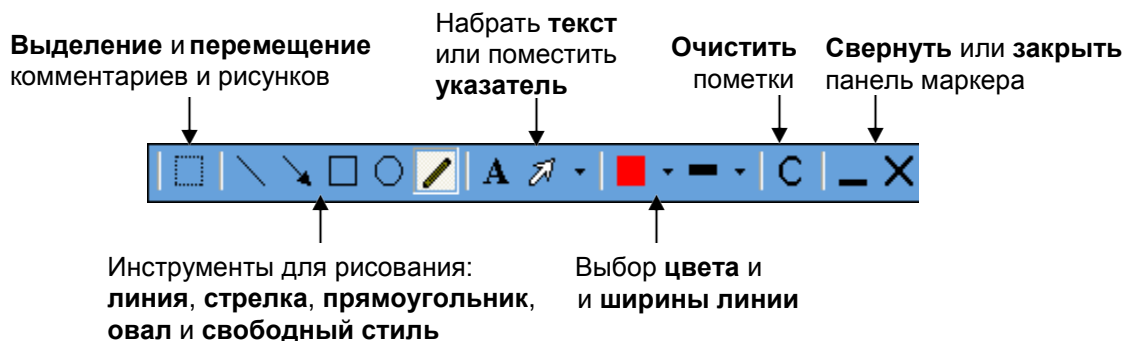 Выделение и перемещение
комментариев и рисунков
Набрать текст
или поместить
указатель
Очистить
пометки
Свернуть или закрыть
панель маркера
A
C
Инструменты для рисования:
линия, стрелка, прямоугольник,
овал и свободный стиль
Выбор цвета и
и ширины линии